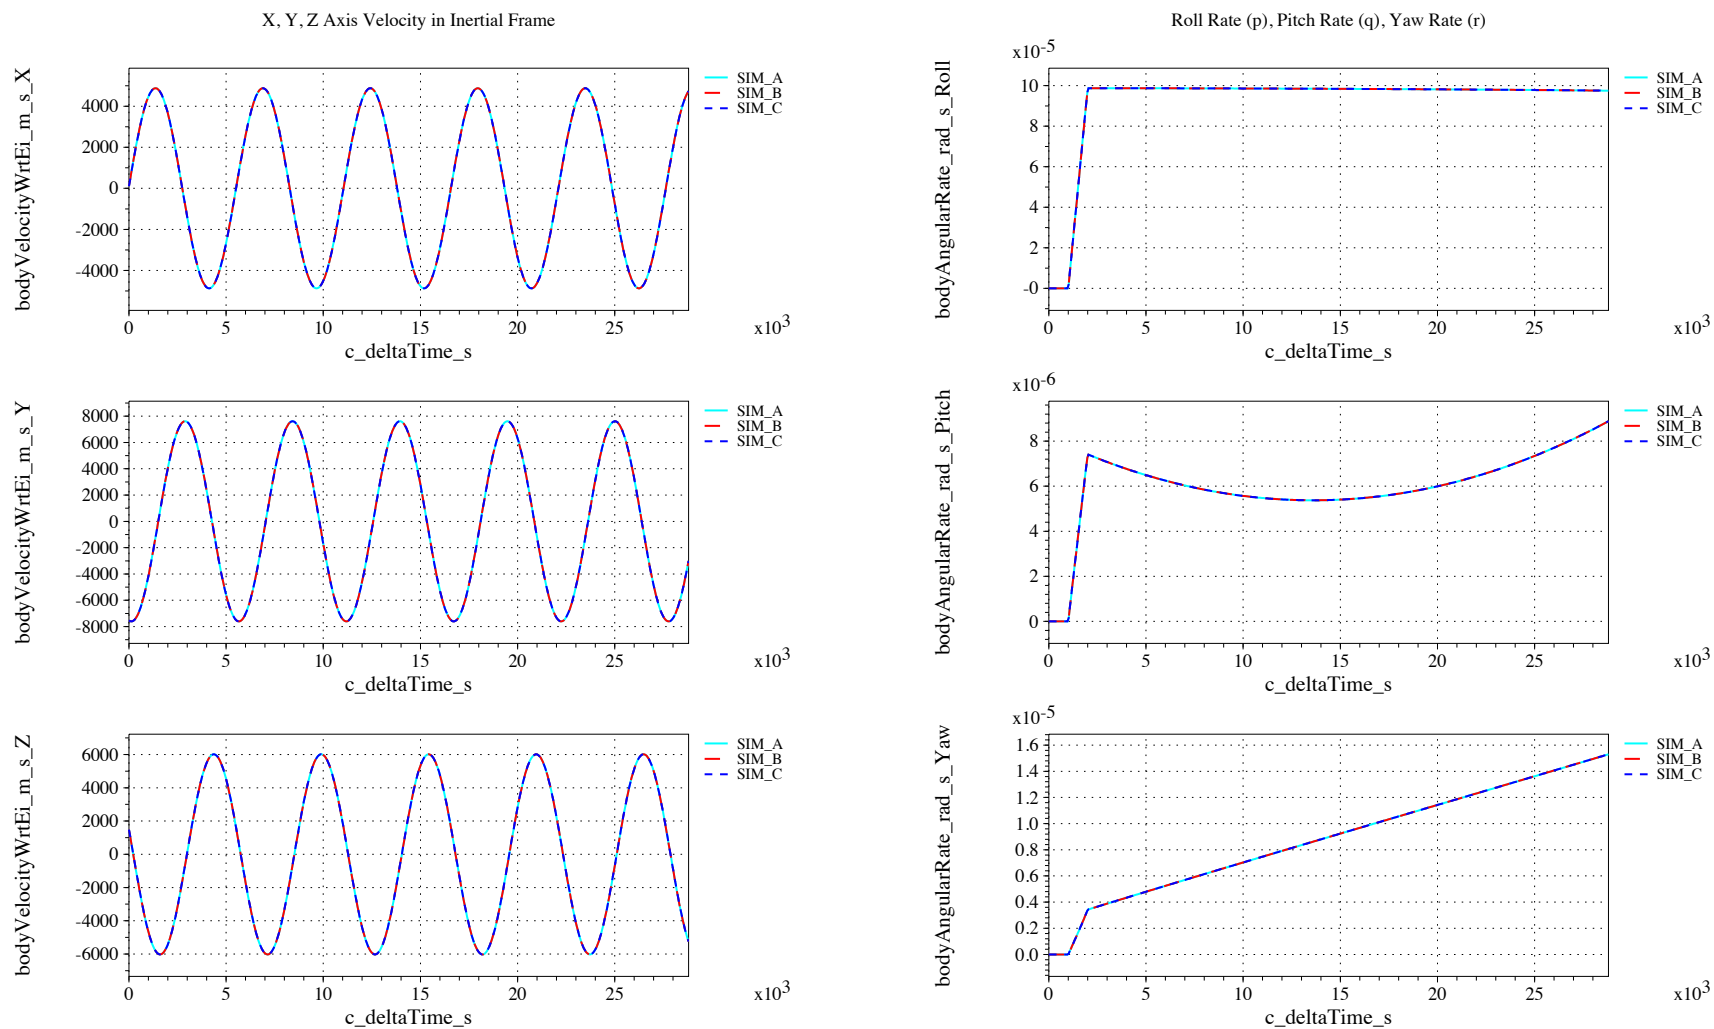 X, Y, Z Axis Velocity in Inertial Frame
bodyVelocityWrtEi_m_s_X
4000
2000
0
-2000
-4000
0 5 10 15 20 25 x103
c_deltaTime_s
SIM_A
SIM_B
SIM_C
bodyVelocityWrtEi_m_s_Y
8000
6000
4000
2000
0
-2000
-4000
-6000
-8000
0 5 10 15 20 25 x103
c_deltaTime_s
SIM_A
SIM_B
SIM_C
bodyVelocityWrtEi_m_s_Z
6000
4000
2000
0
-2000
-4000
-6000
0 5 10 15 20 25 x103
c_deltaTime_s
SIM_A
SIM_B
SIM_C
Roll Rate (p), Pitch Rate (q), Yaw Rate (r)
x10-5
bodyAngularRate_rad_s_Roll
10
8
6
4
2
-0
0 5 10 15 20 25 x103
c_deltaTime_s
SIM_A
SIM_B
SIM_C
x10-6
bodyAngularRate_rad_s_Pitch
8
6
4
2
0
0 5 10 15 20 25 x103
c_deltaTime_s
SIM_A
SIM_B
SIM_C
x10-5
bodyAngularRate_rad_s_Yaw
1.6
1.4
1.2
1.0
0.8
0.6
0.4
0.2
0.0
0 5 10 15 20 25 x103
c_deltaTime_s
SIM_A
SIM_B
SIM_C